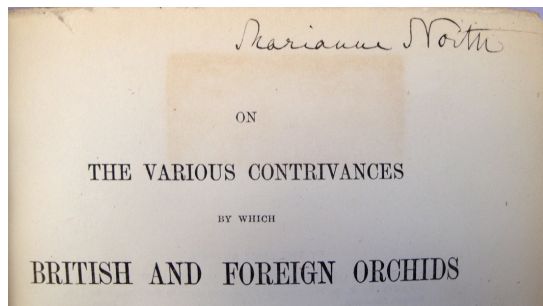 Marianne North
ON
THE VARIOUS CONTRIVANCES
BY WHICH
BRITISH AND FOREIGN ORCHIDS